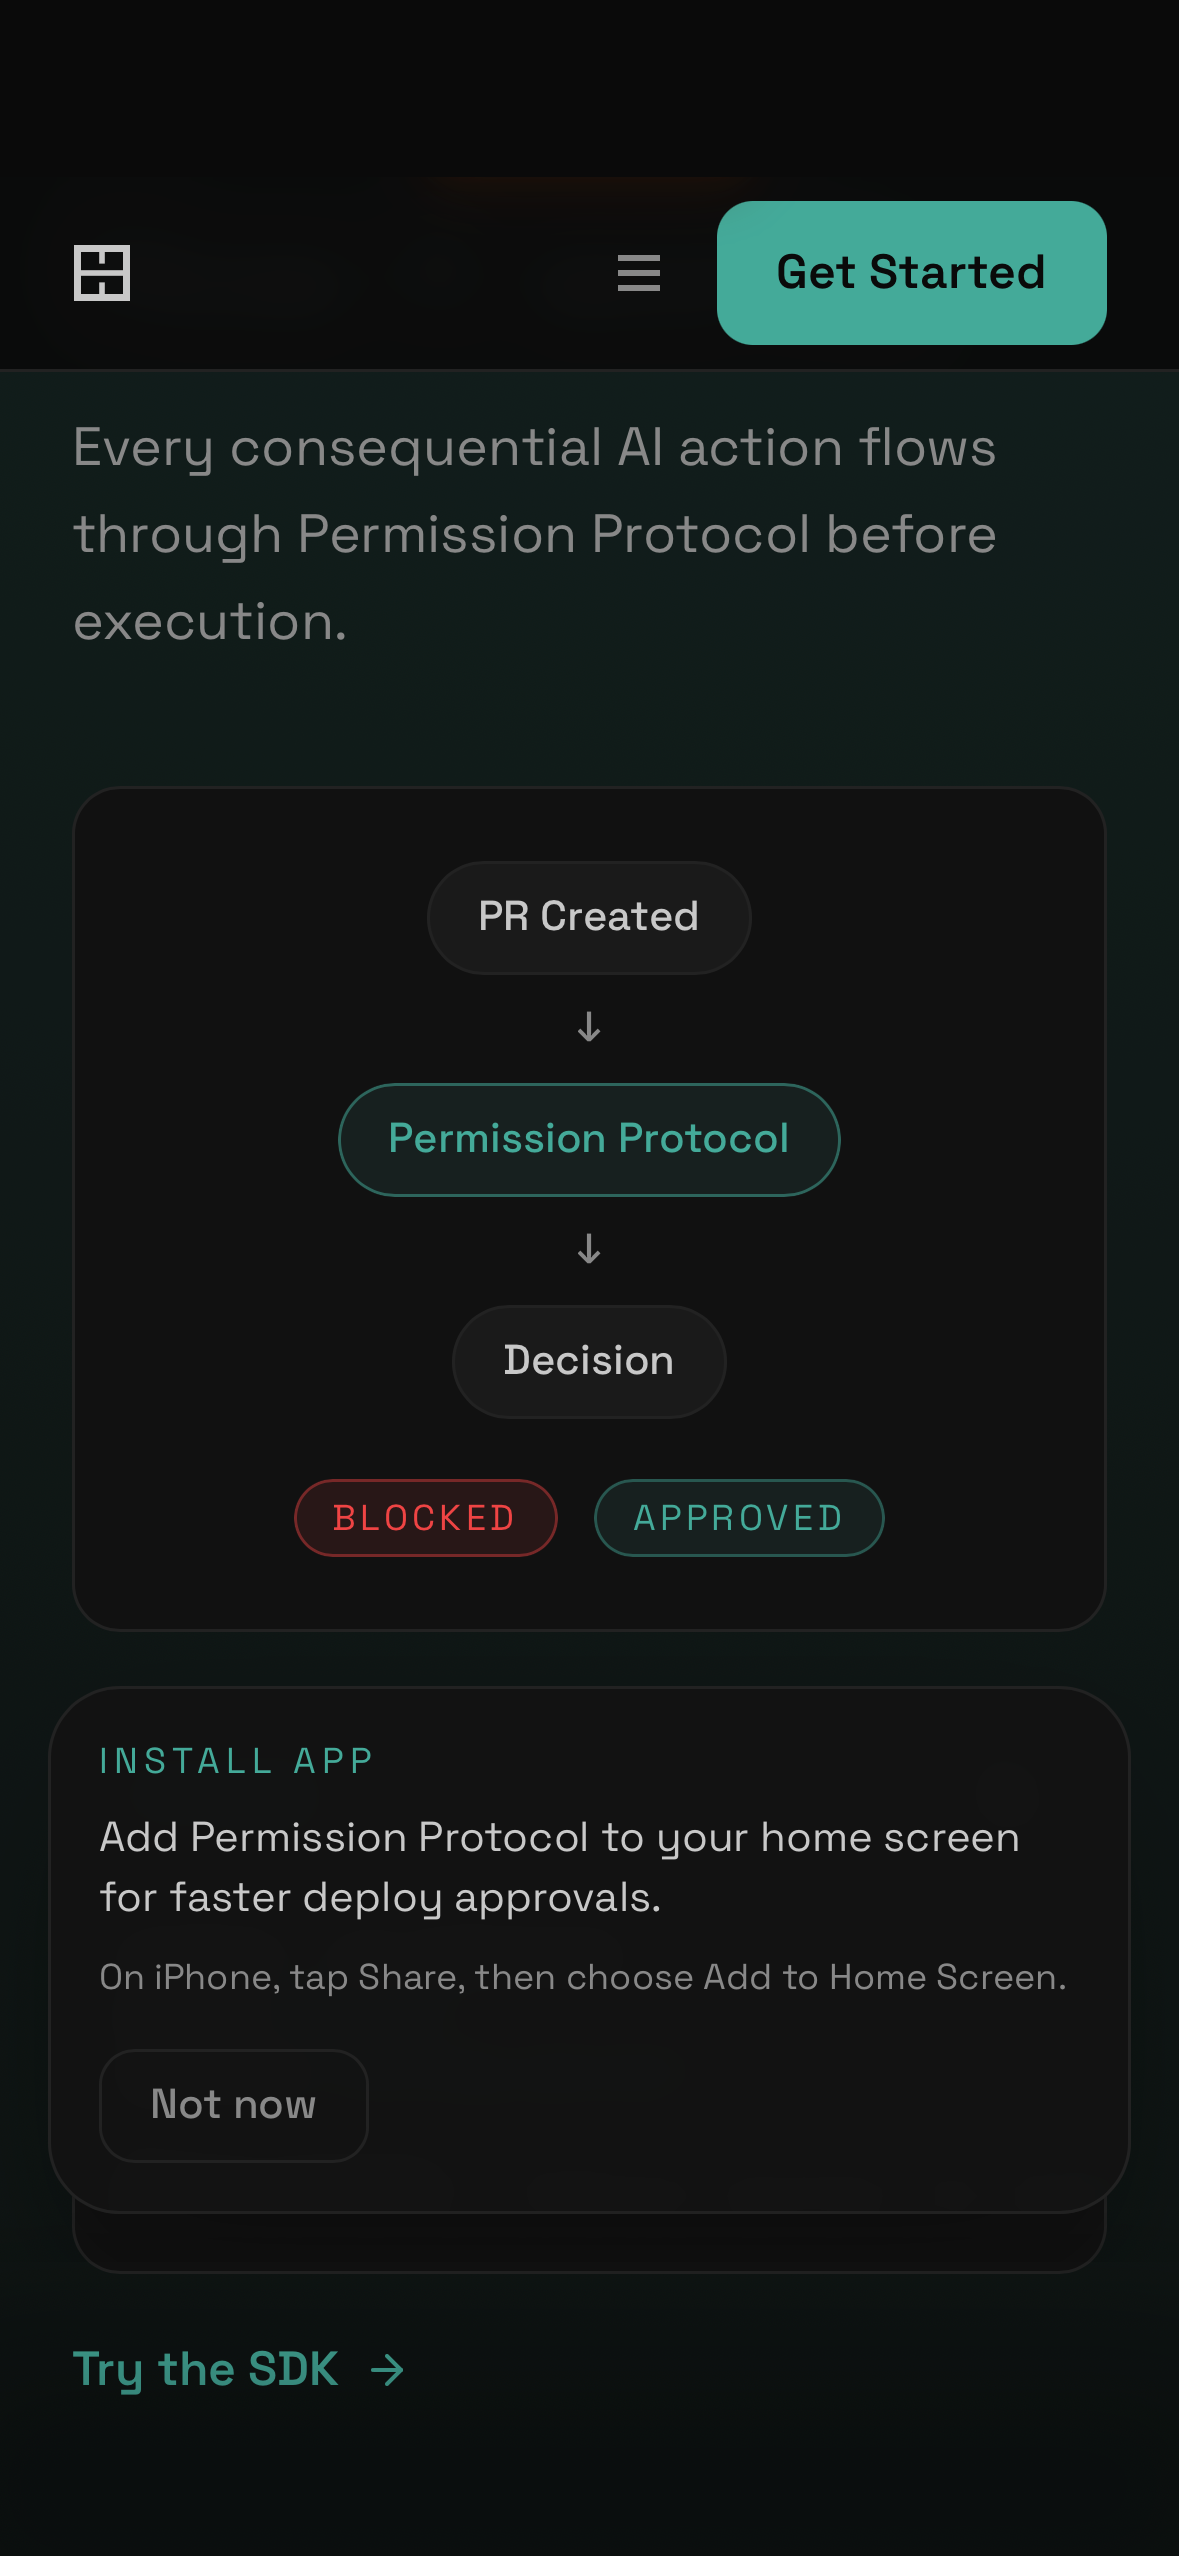 Get Started
Every consequential AI action flows
through Permission Protocol before
execution.
PR Created
↓
Permission Protocol
↓
Decision
BLOCKED APPROVED
INSTALL APP
Add Permission Protocol to your home screen
for faster deploy approvals.
On iPhone, tap Share, then choose Add to Home Screen.
Not now
Try the SDK →